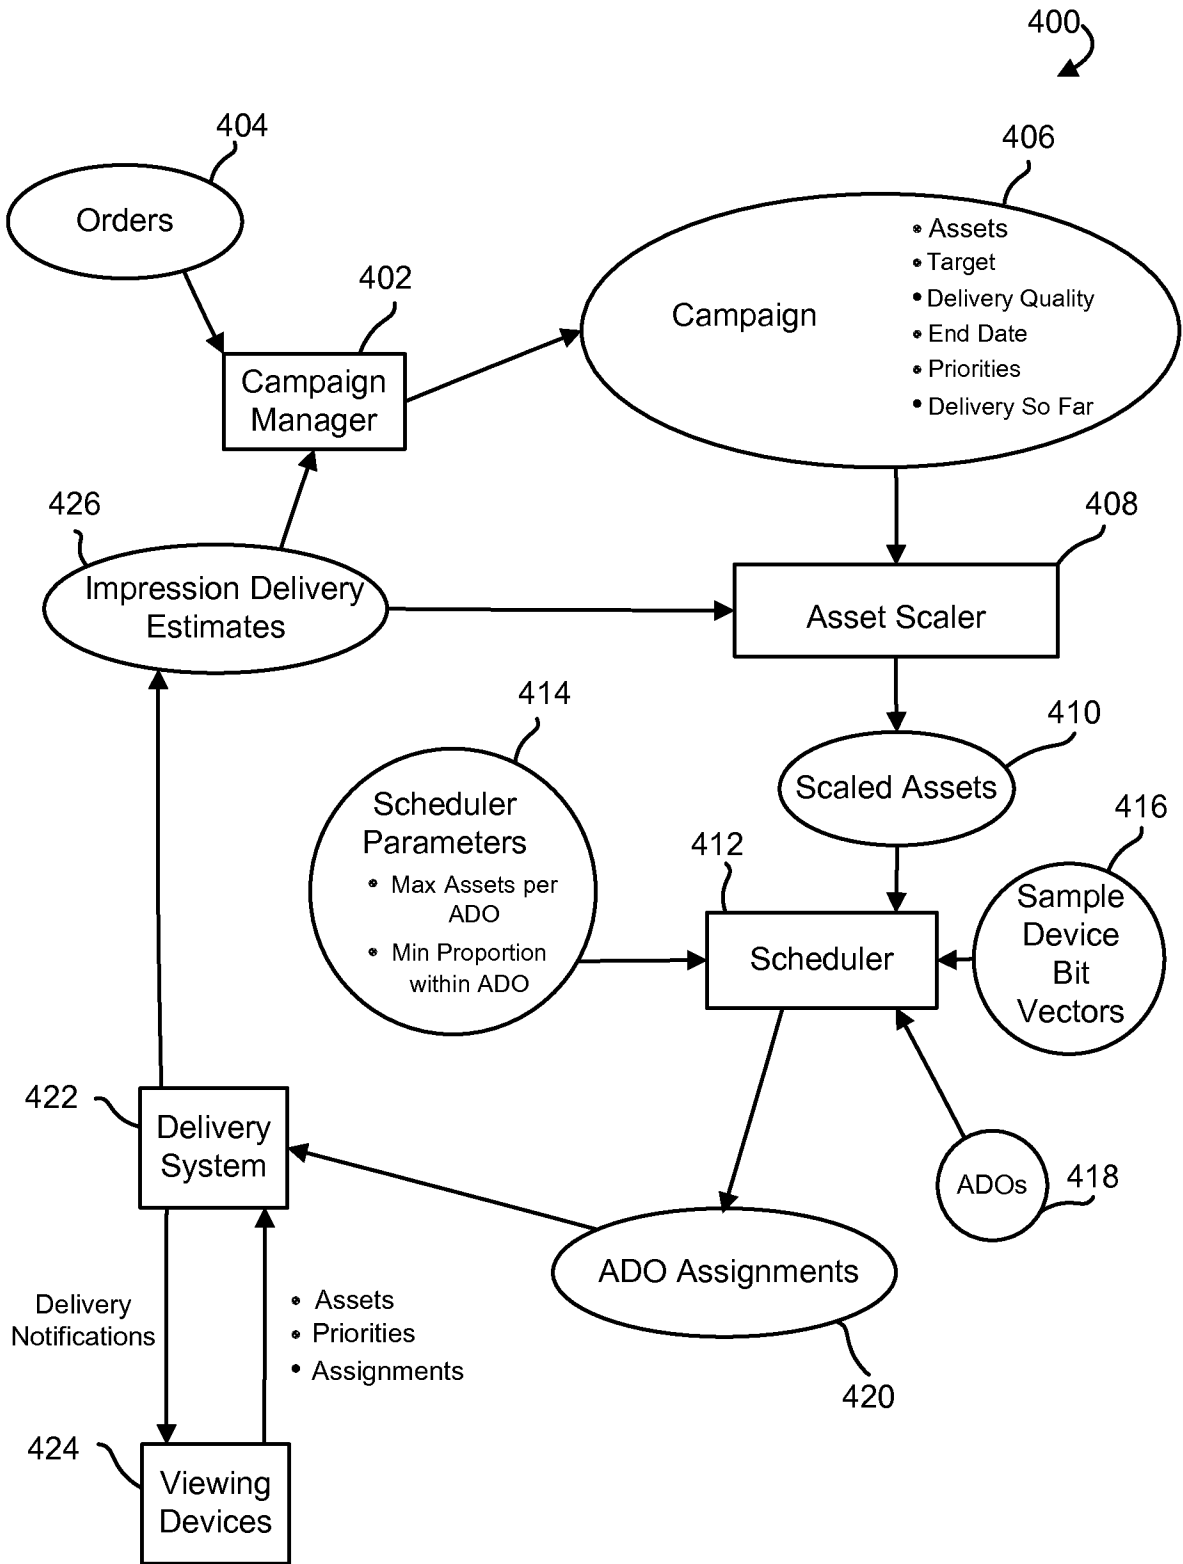 400
404
406
Orders
• Assets
• Target
• Delivery Quality
• End Date
• Priorities
• Delivery So Far
Campaign
402
Campaign
Manager
426
408
Impression Delivery
Estimates
Asset Scaler
414
410
Scheduler
Parameters
• Max Assets per
ADO
• Min Proportion
within ADO
Scaled Assets
412
416
Scheduler
Sample
Device
Bit
Vectors
422
Delivery
System
ADOs
418
ADO Assignments
420
Delivery
Notifications
• Assets
• Priorities
• Assignments
424
Viewing
Devices